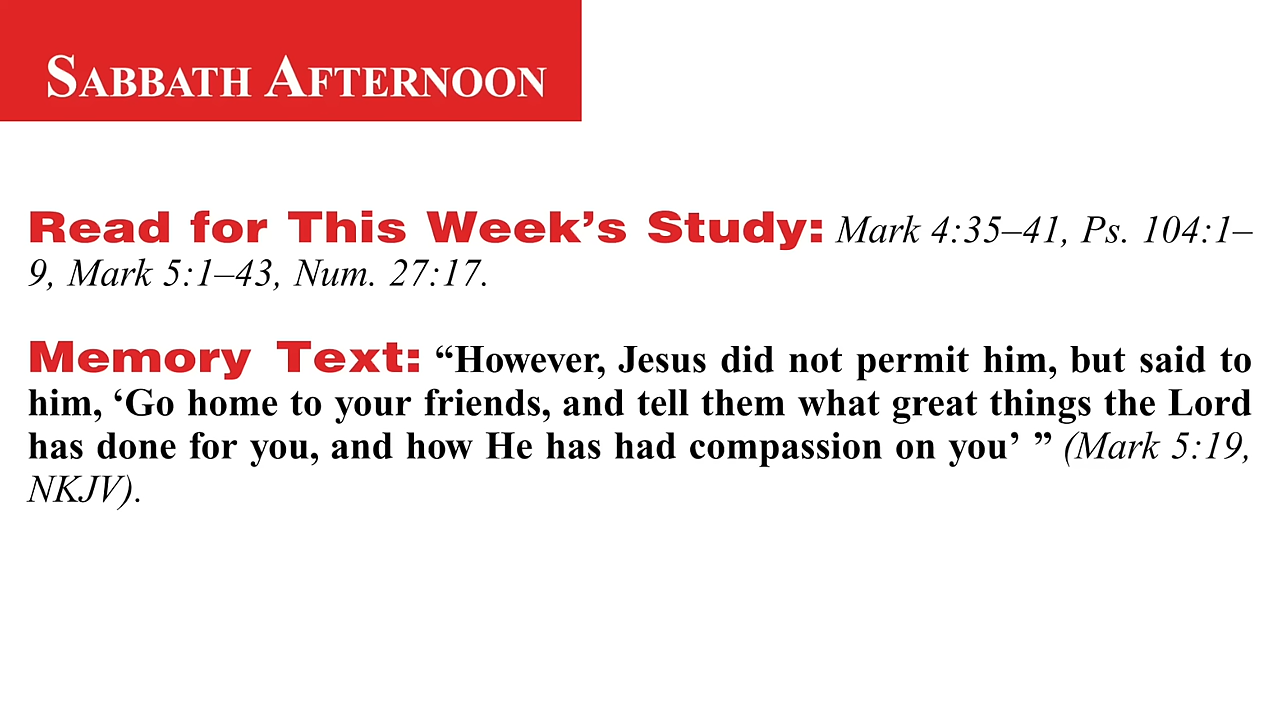 SABBATH AFTERNOON
Read for This Week’s Study: Mark 4:35–41, Ps. 104:1–
9, Mark 5:1–43, Num. 27:17.
Memory Text: “However, Jesus did not permit him, but said to
him, ‘Go home to your friends, and tell them what great things the Lord
has done for you, and how He has had compassion on you’ ” (Mark 5:19,
NKJV).